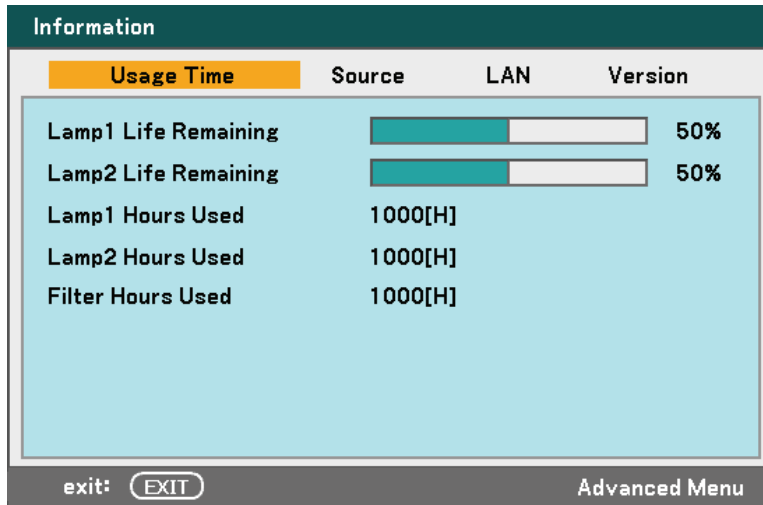 Information
Usage Time Source LAN Version
Lamp1 Life Remaining 50%
Lamp2 Life Remaining 50%
Lamp1 Hours Used 1000[H]
Lamp2 Hours Used 1000[H]
Filter Hours Used 1000[H]
exit: EXIT Advanced Menu